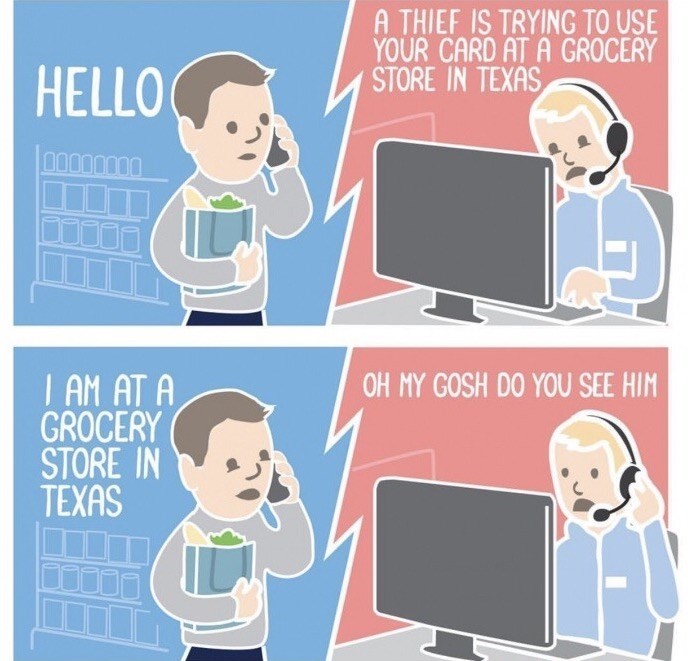 HELLO
A THIEF IS TRYING TO USE
YOUR CARD AT A GROCERY
STORE IN TEXAS
I AM AT A
GROCERY
STORE IN
TEXAS
OH MY GOSH DO YOU SEE HIM